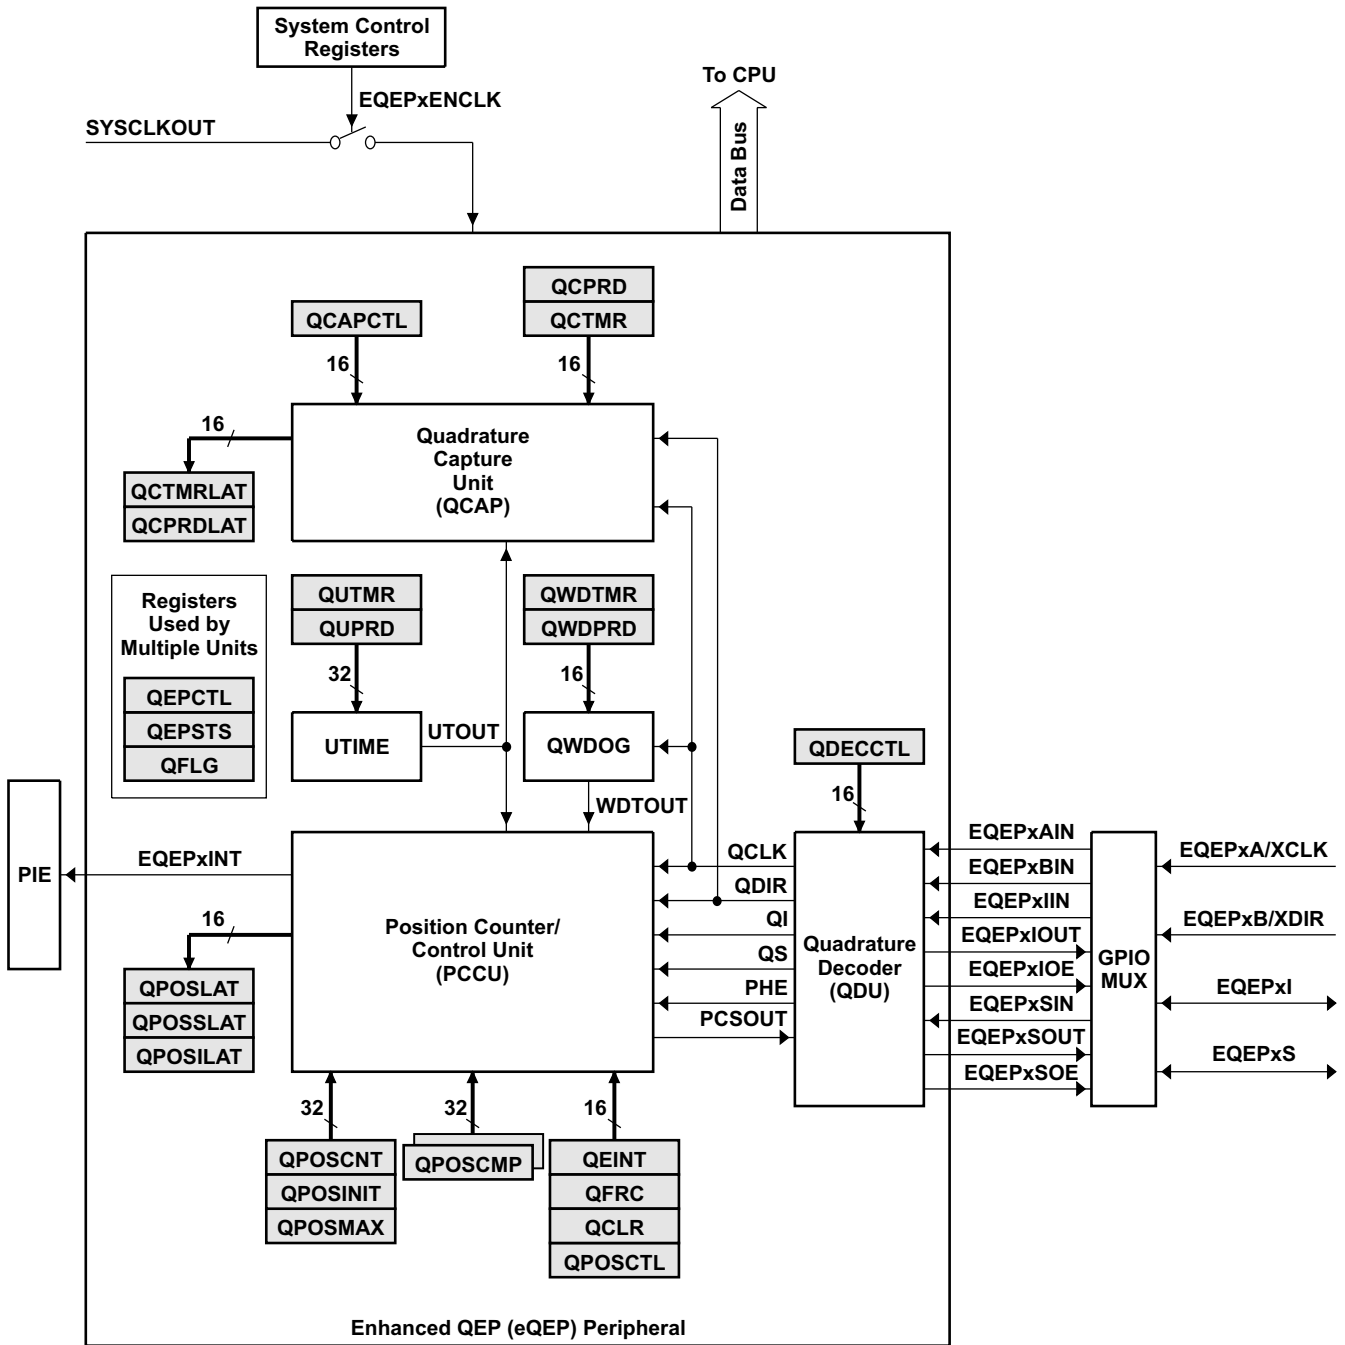 System Control
Registers
To CPU
EQEPxENCLK
SYSCLKOUT
Data Bus
QCPRD
QCAPCTL
QCTMR
16
16
16
Quadrature
Capture
Unit
(QCAP)
QCTMRLAT
QCPRDLAT
Registers
Used by
Multiple Units
QEPCTL
QEPSTS
QFLG
QUTMR
QUPRD
QWDTMR
QWDPRD
32
16
UTIME
UTOUT
QWDOG
WDTOUT
QDECCTL
16
PIE
EQEPxINT
16
Position Counter/
Control Unit
(PCCU)
QCLK
QDIR
QI
QS
PHE
PCSOUT
Quadrature
Decoder
(QDU)
EQEPxAIN
EQEPxBIN
EQEPxIIN
EQEPxIOUT
EQEPxIOE
EQEPxSIN
EQEPxSOUT
EQEPxSOE
GPIO
MUX
EQEPxA/XCLK
EQEPxB/XDIR
EQEPxI
EQEPxS
QPOSLAT
QPOSSLAT
QPOSILAT
32
32
16
QPOSCNT
QPOSINIT
QPOSMAX
QPOSCMP
QEINT
QFRC
QCLR
QPOSCTL
Enhanced QEP (eQEP) Peripheral